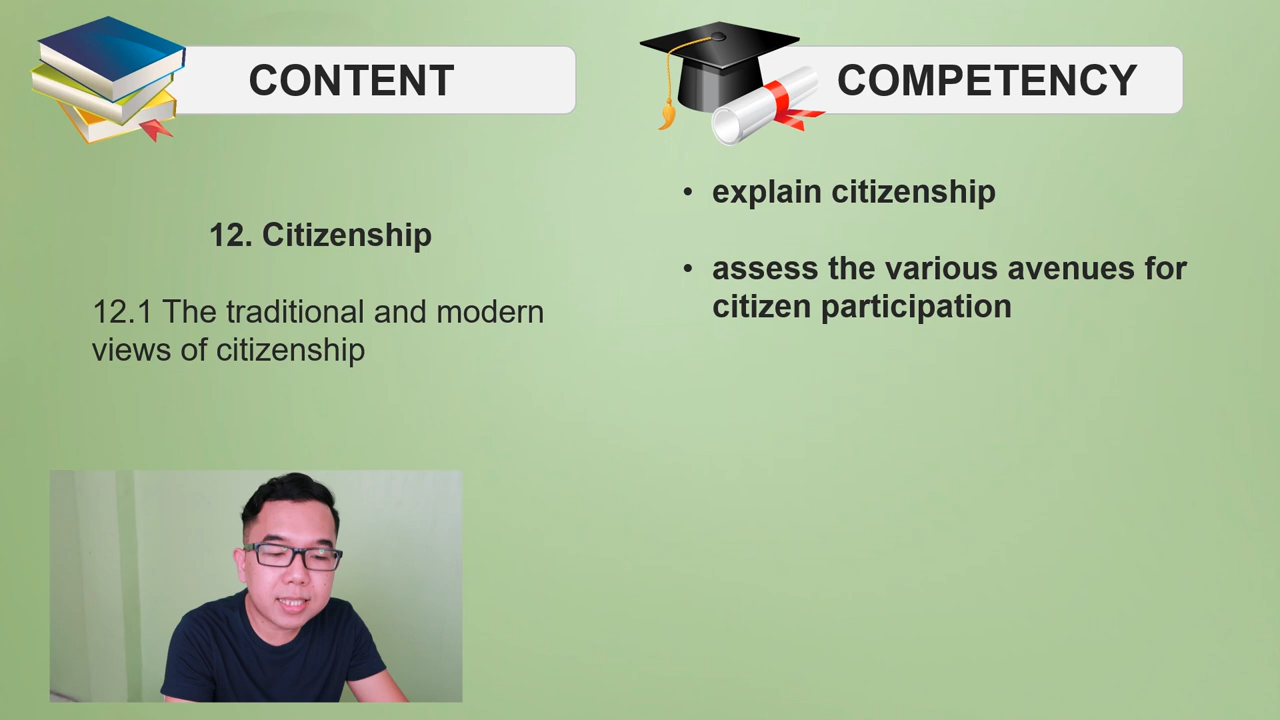 CONTENT
12. Citizenship
12.1 The traditional and modern
views of citizenship
COMPETENCY
• explain citizenship
• assess the various avenues for
citizen participation